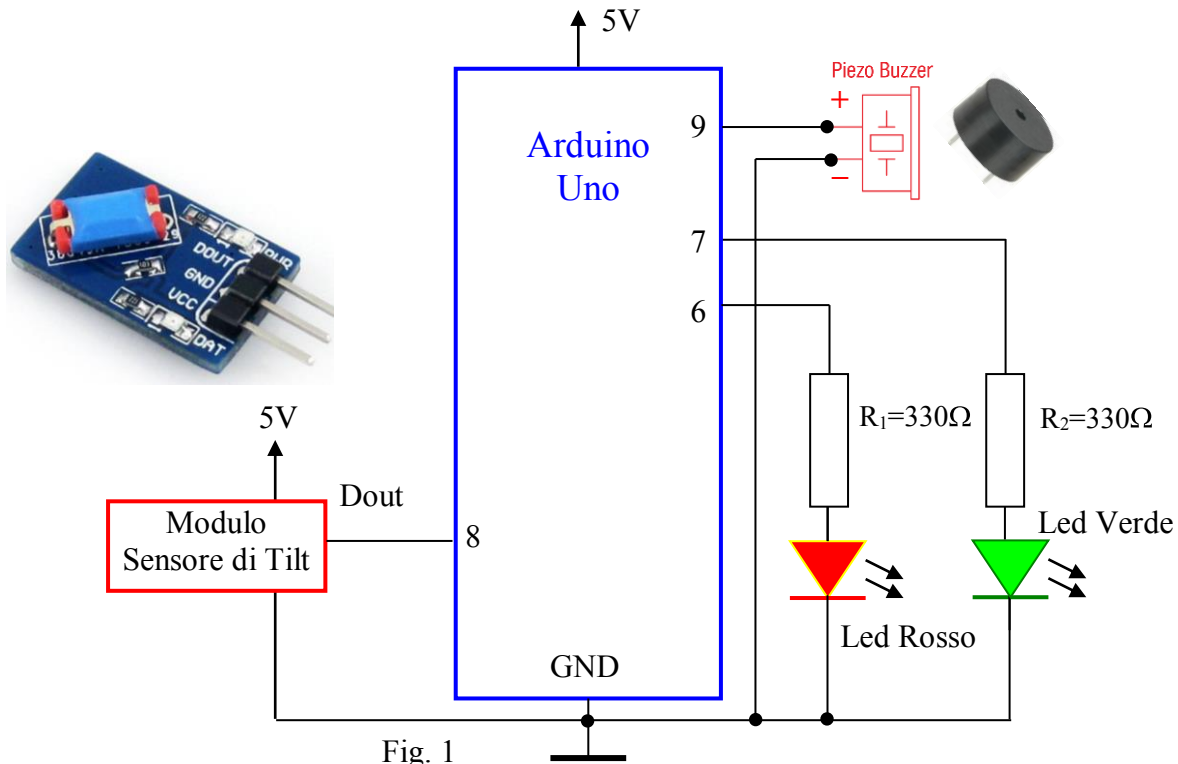 5V
Piezo Buzzer
+
−
9
Arduino
Uno
7
6
DOUT
GND
VCC
PWR
DAT
R₁=330Ω
R₂=330Ω
5V
Dout
Modulo
Sensore di Tilt
8
Led Verde
Led Rosso
GND
Fig. 1